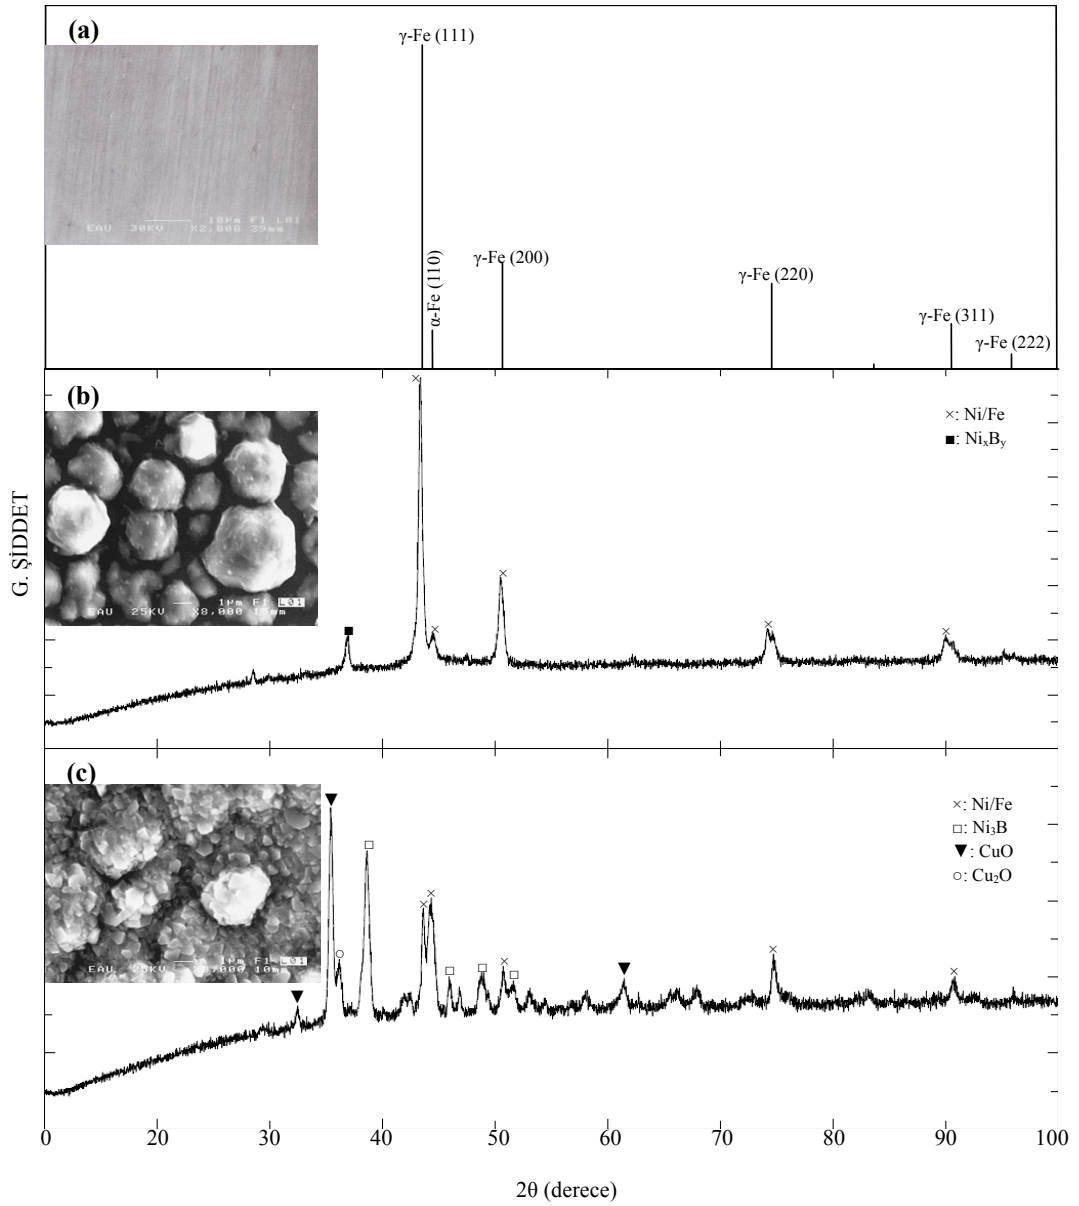 (a)
γ-Fe (111)
α-Fe (110)
γ-Fe (200)
γ-Fe (220)
γ-Fe (311)
γ-Fe (222)
10μm F1 L01
EAU 30KV X2,000 39mm
(b)
×: Ni/Fe
■: NixBy
1μm F1 L01
EAU 25KV X8,000 15mm
G. ŞİDDET
(c)
×: Ni/Fe
□: Ni3B
▼: CuO
○: Cu2O
1μm F1 L01
EAU 10mm
0 20 30 40 50 60 70 80 90 100
2θ (derece)